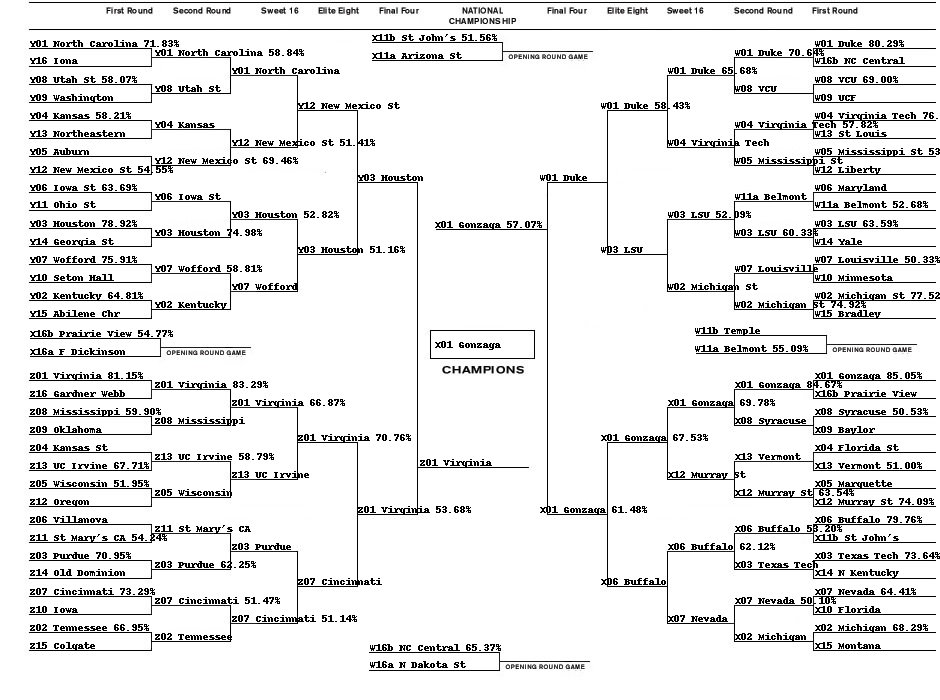 First Round Second Round Sweet 16 Elite Eight Final Four NATIONAL CHAMPIONSHIP Final Four Elite Eight Sweet 16 Second Round First Round
X11b St John's 51.56%
X11a Arizona St
OPENING ROUND GAME
Y01 North Carolina 71.83%
Y16 Iona
Y08 Utah St 58.07%
Y09 Washington
Y04 Kansas 58.21%
Y13 Northeastern
Y05 Auburn
Y12 New Mexico St 54.55%
Y06 Iowa St 63.69%
Y11 Ohio St
Y03 Houston 78.92%
Y14 Georgia St
Y07 Wofford 75.91%
Y10 Seton Hall
Y02 Kentucky 64.81%
Y15 Abilene Chr
Y01 North Carolina 58.84%
Y08 Utah St
Y04 Kansas
Y12 New Mexico St 69.46%
Y06 Iowa St
Y03 Houston 74.98%
Y07 Wofford 58.81%
Y02 Kentucky
Y01 North Carolina
Y12 New Mexico St 51.41%
Y03 Houston 52.82%
Y07 Wofford
Y12 New Mexico St
Y03 Houston 51.16%
Y03 Houston
X16b Prairie View 54.77%
X16a F Dickinson
OPENING ROUND GAME
Z01 Virginia 81.15%
Z16 Gardner Webb
Z08 Mississippi 59.90%
Z09 Oklahoma
Z04 Kansas St
Z13 UC Irvine 67.71%
Z05 Wisconsin 51.95%
Z12 Oregon
Z06 Villanova
Z11 St Mary's CA 54.24%
Z03 Purdue 70.95%
Z14 Old Dominion
Z07 Cincinnati 73.29%
Z10 Iowa
Z02 Tennessee 66.95%
Z15 Colgate
Z01 Virginia 83.29%
Z08 Mississippi
Z13 UC Irvine 58.79%
Z05 Wisconsin
Z11 St Mary's CA
Z03 Purdue 62.25%
Z07 Cincinnati 51.47%
Z02 Tennessee
Z01 Virginia 66.87%
Z13 UC Irvine
Z03 Purdue
Z07 Cincinnati 51.14%
Z01 Virginia 70.76%
Z07 Cincinnati
Z01 Virginia 53.68%
Z01 Virginia
X01 Gonzaga 57.07%
X01 Gonzaga
CHAMPIONS
W01 Duke
X01 Gonzaga 61.48%
W01 Duke 58.43%
W03 LSU
W01 Duke 65.68%
W04 Virginia Tech
W03 LSU 52.09%
W02 Michigan St
W01 Duke 70.64%
W08 VCU
W04 Virginia Tech 57.82%
W05 Mississippi St
W11a Belmont
W03 LSU 60.33%
W07 Louisville
W02 Michigan St 74.92%
W01 Duke 80.29%
W16b NC Central
W08 VCU 69.00%
W09 UCF
W04 Virginia Tech 76.
W13 St Louis
W05 Mississippi St 53
W12 Liberty
W06 Maryland
W11a Belmont 52.68%
W03 LSU 63.59%
W14 Yale
W07 Louisville 50.33%
W10 Minnesota
W02 Michigan St 77.52
W15 Bradley
W11b Temple
W11a Belmont 55.09%
OPENING ROUND GAME
X01 Gonzaga 67.53%
X06 Buffalo
X01 Gonzaga 69.78%
X12 Murray St
X06 Buffalo 62.12%
X07 Nevada
X01 Gonzaga 84.67%
X08 Syracuse
X13 Vermont
X12 Murray St 63.54%
X06 Buffalo 53.20%
X03 Texas Tech
X07 Nevada 50.10%
X02 Michigan
X01 Gonzaga 85.05%
X16b Prairie View
X08 Syracuse 50.53%
X09 Baylor
X04 Florida St
X13 Vermont 51.00%
X05 Marquette
X12 Murray St 74.09%
X06 Buffalo 79.76%
X11b St John's
X03 Texas Tech 73.64%
X14 N Kentucky
X07 Nevada 64.41%
X10 Florida
X02 Michigan 68.29%
X15 Montana
W16b NC Central 65.37%
W16a N Dakota St
OPENING ROUND GAME